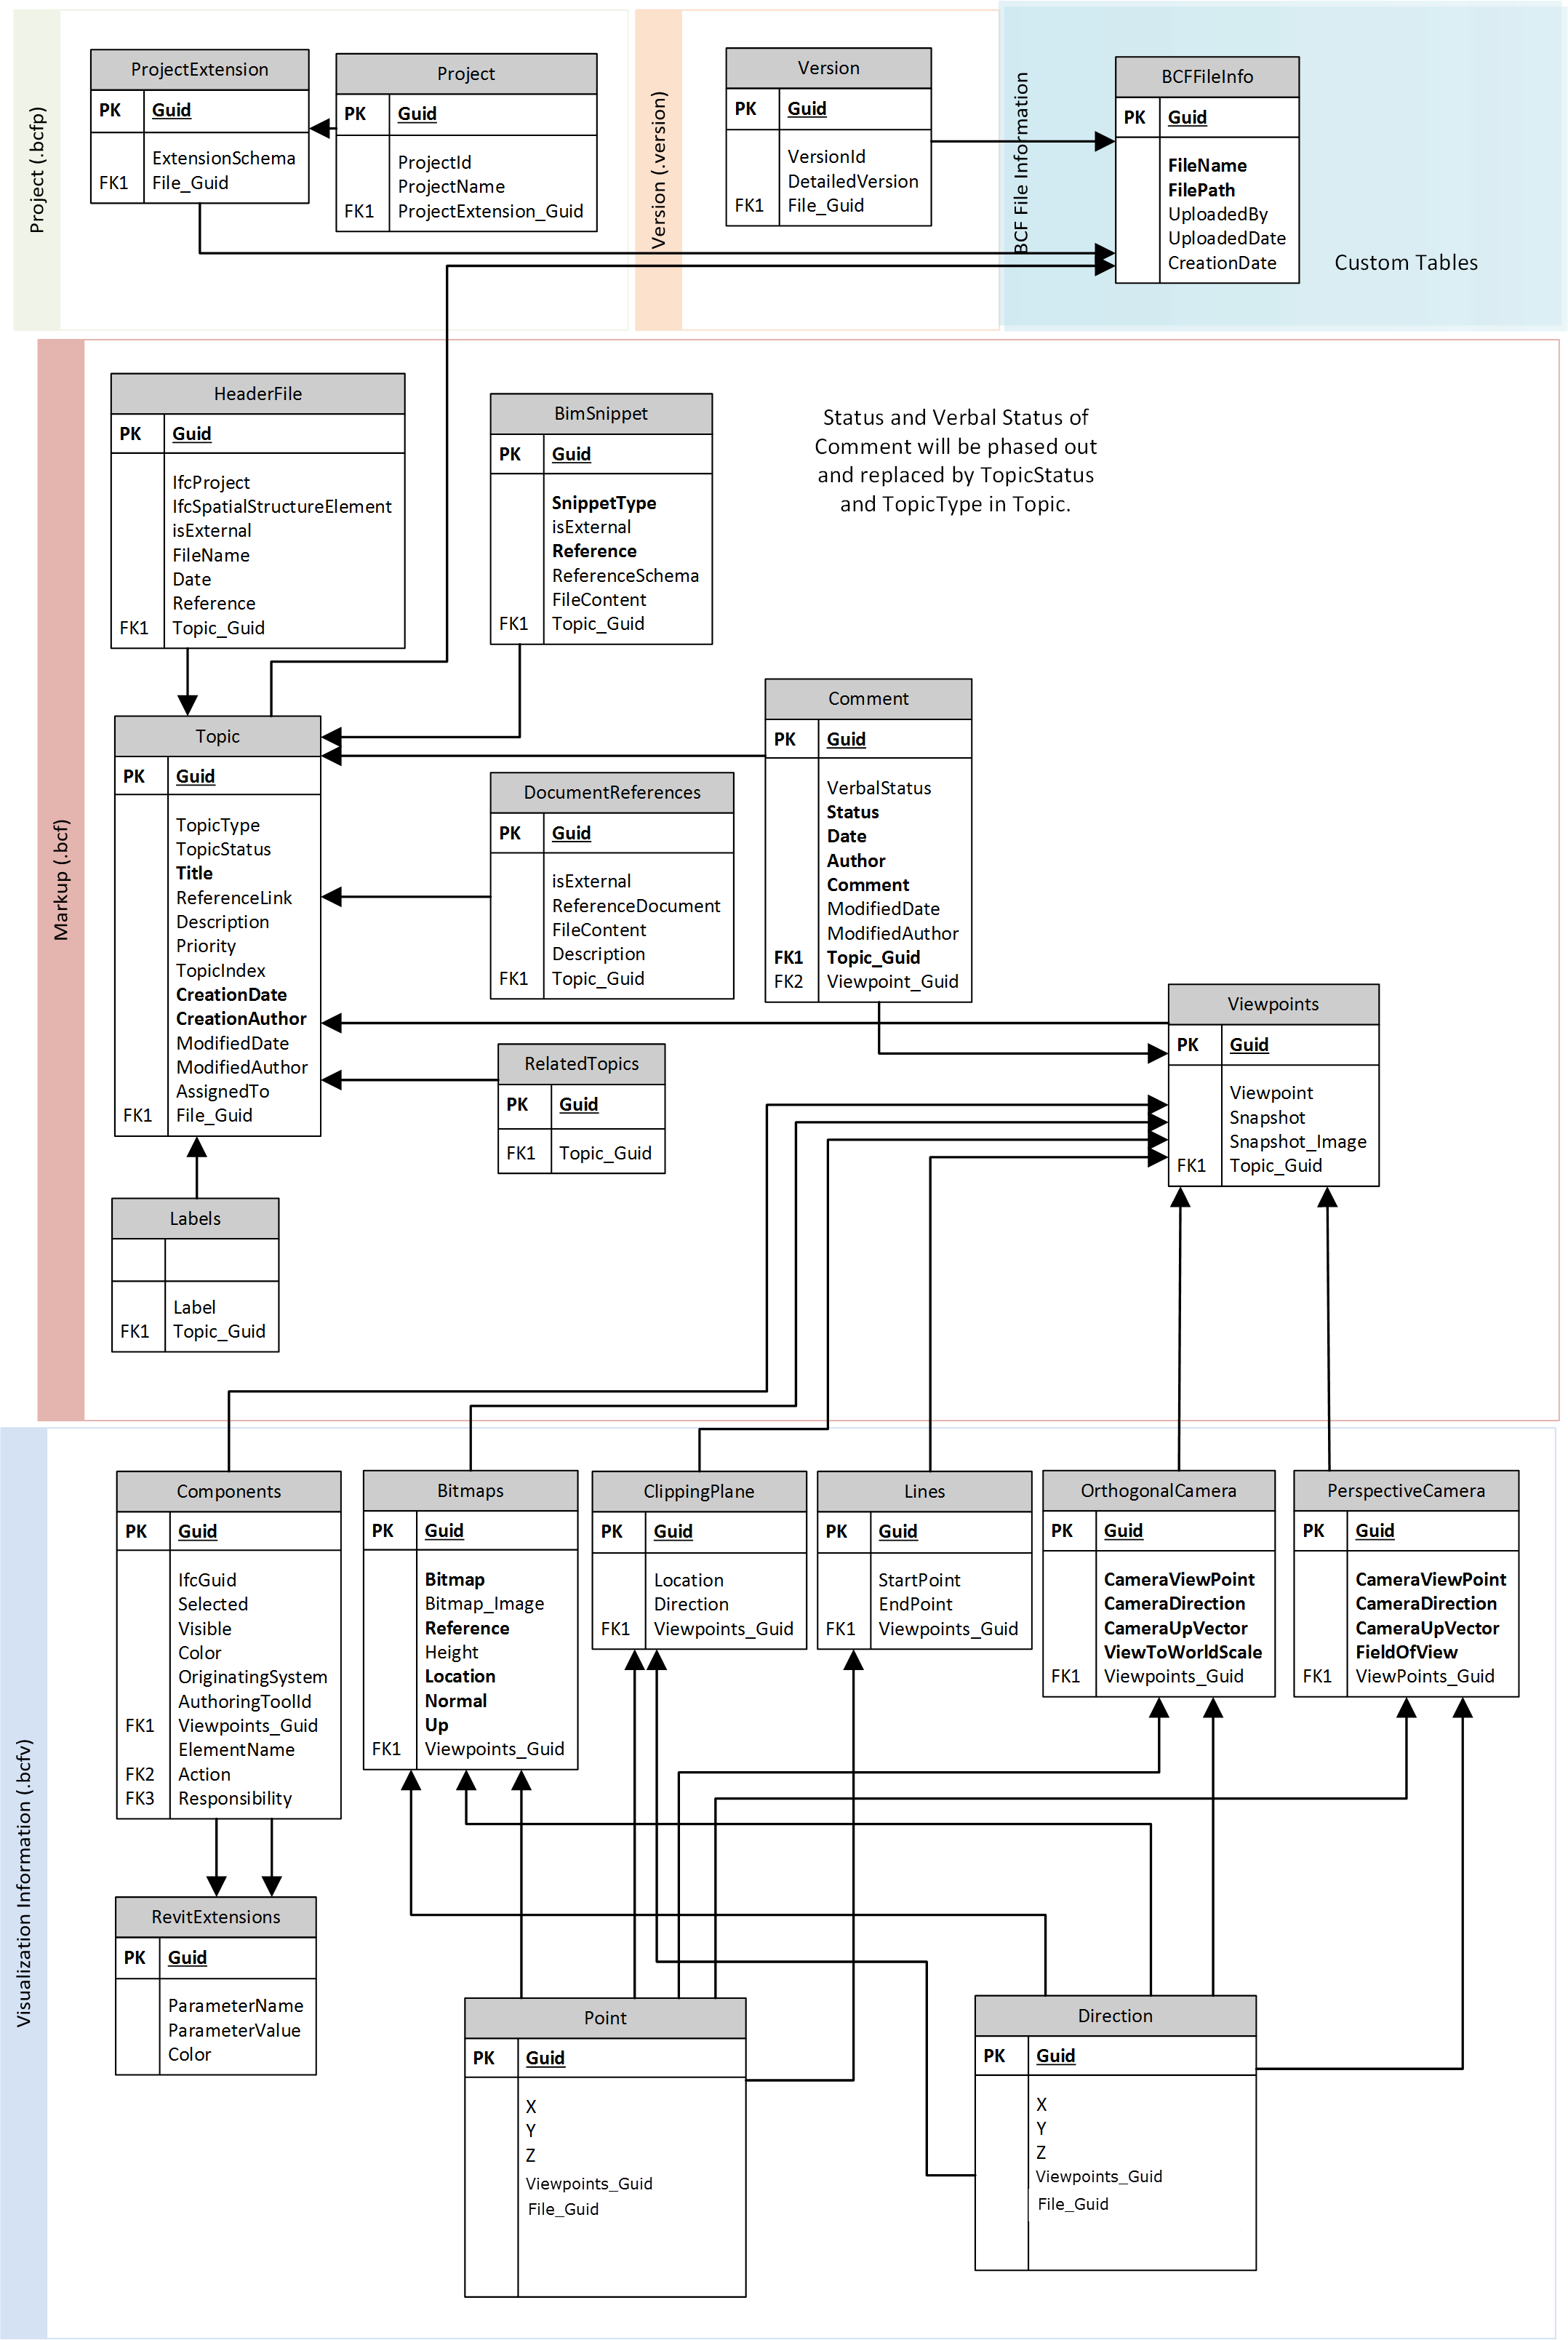 Project (.bcfp)
ProjectExtension
PK Guid
ExtensionSchema
FK1 File_Guid
Project
PK Guid
ProjectId
ProjectName
FK1 ProjectExtension_Guid
Version (.version)
Version
PK Guid
VersionId
DetailedVersion
FK1 File_Guid
BCF File Information
BCFFileInfo
PK Guid
FileName
FilePath
UploadedBy
UploadedDate
CreationDate
Custom Tables
Markup (.bcf)
HeaderFile
PK Guid
IfcProject
IfcSpatialStructureElement
isExternal
FileName
Date
Reference
FK1 Topic_Guid
BimSnippet
PK Guid
SnippetType
isExternal
Reference
ReferenceSchema
FileContent
FK1 Topic_Guid
Status and Verbal Status of
Comment will be phased out
and replaced by TopicStatus
and TopicType in Topic.
Topic
PK Guid
TopicType
TopicStatus
Title
ReferenceLink
Description
Priority
TopicIndex
CreationDate
CreationAuthor
ModifiedDate
ModifiedAuthor
AssignedTo
FK1 File_Guid
DocumentReferences
PK Guid
isExternal
ReferenceDocument
FileContent
Description
FK1 Topic_Guid
Comment
PK Guid
VerbalStatus
Status
Date
Author
Comment
ModifiedDate
ModifiedAuthor
FK1 Topic_Guid
FK2 Viewpoint_Guid
RelatedTopics
PK Guid
FK1 Topic_Guid
Viewpoints
PK Guid
Viewpoint
Snapshot
Snapshot_Image
FK1 Topic_Guid
Labels
Label
FK1 Topic_Guid
Visualization Information (.bcfv)
Components
PK Guid
IfcGuid
Selected
Visible
Color
OriginatingSystem
AuthoringToolId
FK1 Viewpoints_Guid
ElementName
FK2 Action
FK3 Responsibility
Bitmaps
PK Guid
Bitmap
Bitmap_Image
Reference
Height
Location
Normal
Up
FK1 Viewpoints_Guid
ClippingPlane
PK Guid
Location
Direction
FK1 Viewpoints_Guid
Lines
PK Guid
StartPoint
EndPoint
FK1 Viewpoints_Guid
OrthogonalCamera
PK Guid
CameraViewPoint
CameraDirection
CameraUpVector
ViewToWorldScale
FK1 Viewpoints_Guid
PerspectiveCamera
PK Guid
CameraViewPoint
CameraDirection
CameraUpVector
FieldOfView
FK1 ViewPoints_Guid
RevitExtensions
PK Guid
ParameterName
ParameterValue
Color
Point
PK Guid
X
Y
Z
Viewpoints_Guid
File_Guid
Direction
PK Guid
X
Y
Z
Viewpoints_Guid
File_Guid